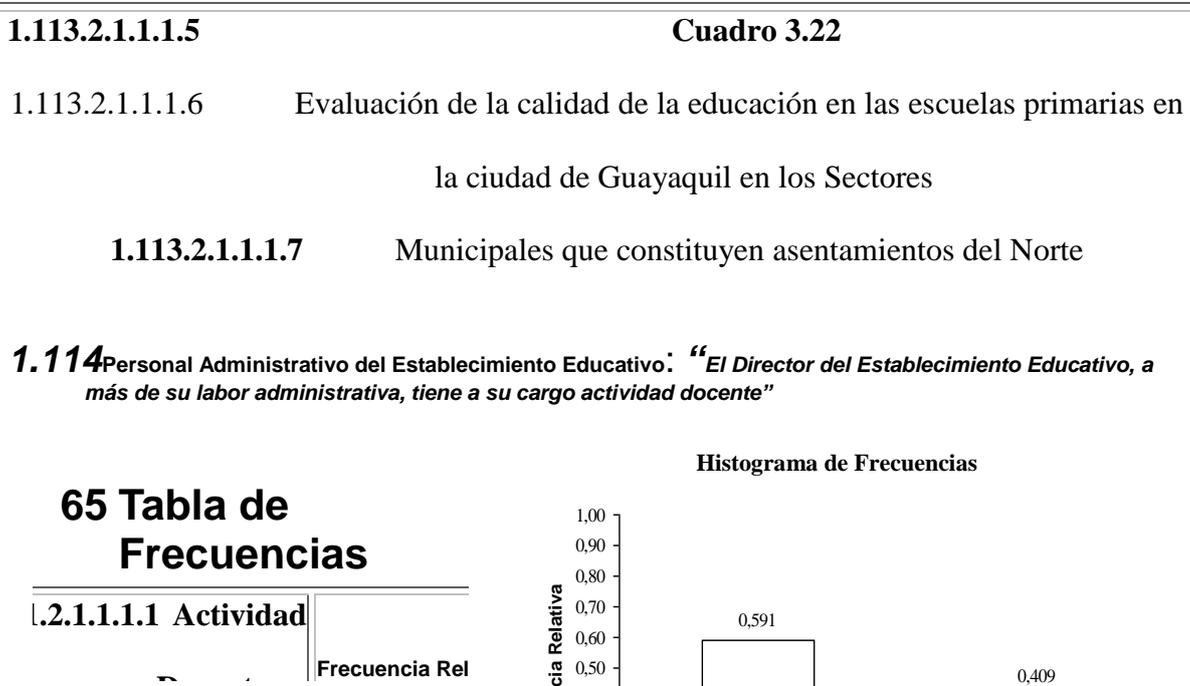 1.113.2.1.1.1.5 Cuadro 3.22
1.113.2.1.1.1.6 Evaluación de la calidad de la educación en las escuelas primarias en
la ciudad de Guayaquil en los Sectores
1.113.2.1.1.1.7 Municipales que constituyen asentamientos del Norte
1.114Personal Administrativo del Establecimiento Educativo: “El Director del Establecimiento Educativo, a
más de su labor administrativa, tiene a su cargo actividad docente”
65 Tabla de
Frecuencias
.2.1.1.1.1 Actividad
Frecuencia Rel
Histograma de Frecuencias
1,00
0,90
0,80
0,70
0,60
0,50
cia Relativa
0,591
0,409